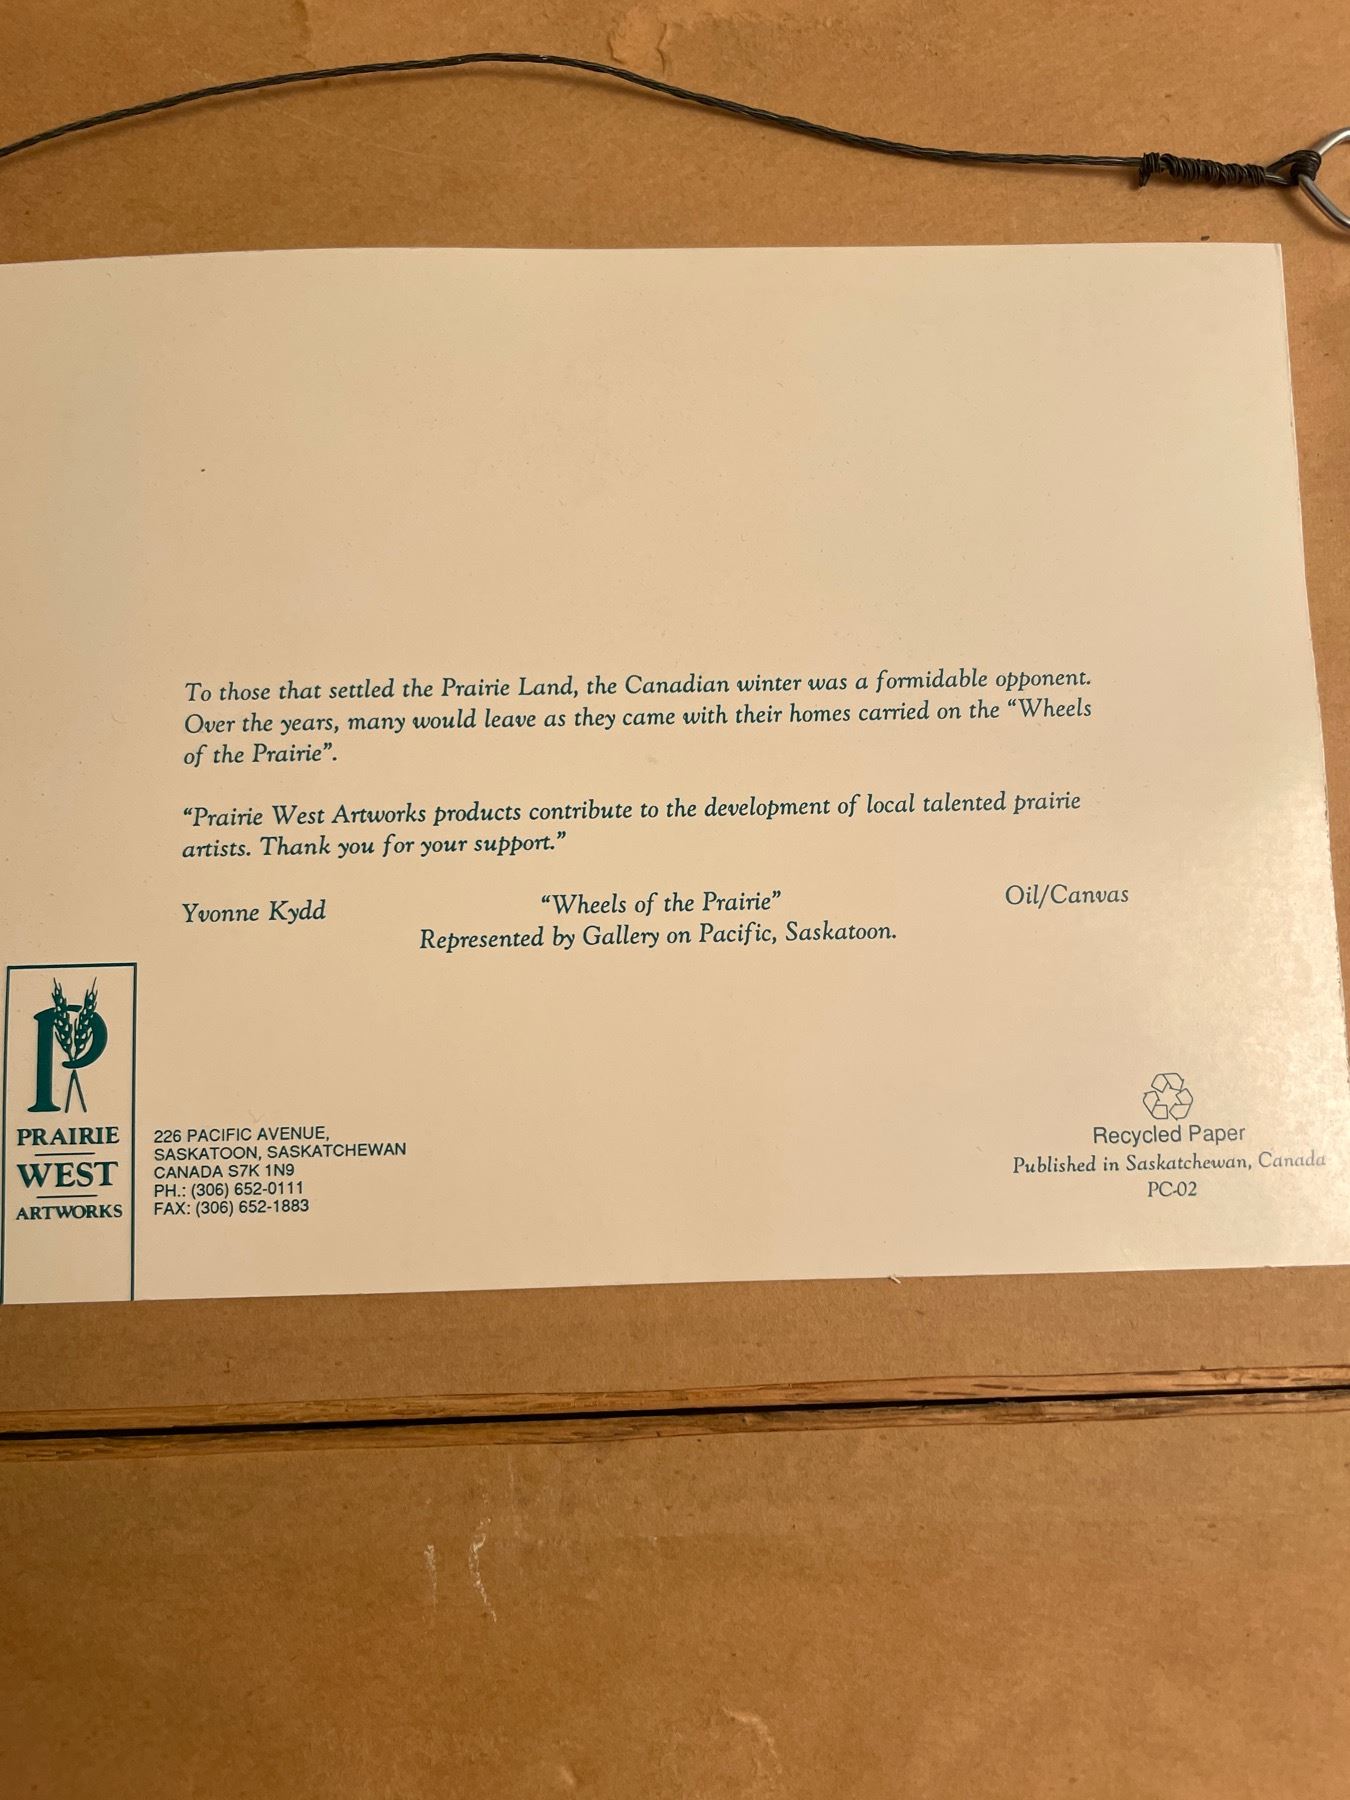 To those that settled the Prairie Land, the Canadian winter was a formidable opponent.
Over the years, many would leave as they came with their homes carried on the “Wheels
of the Prairie”.
“Prairie West Artworks products contribute to the development of local talented prairie
artists. Thank you for your support.”
Yvonne Kydd “Wheels of the Prairie” Oil/Canvas
Represented by Gallery on Pacific, Saskatoon.
P
PRAIRIE
WEST
ARTWORKS
226 PACIFIC AVENUE,
SASKATOON, SASKATCHEWAN
CANADA S7K 1N9
PH.: (306) 652-0111
FAX: (306) 652-1883
Recycled Paper
Published in Saskatchewan, Canada
PC-02